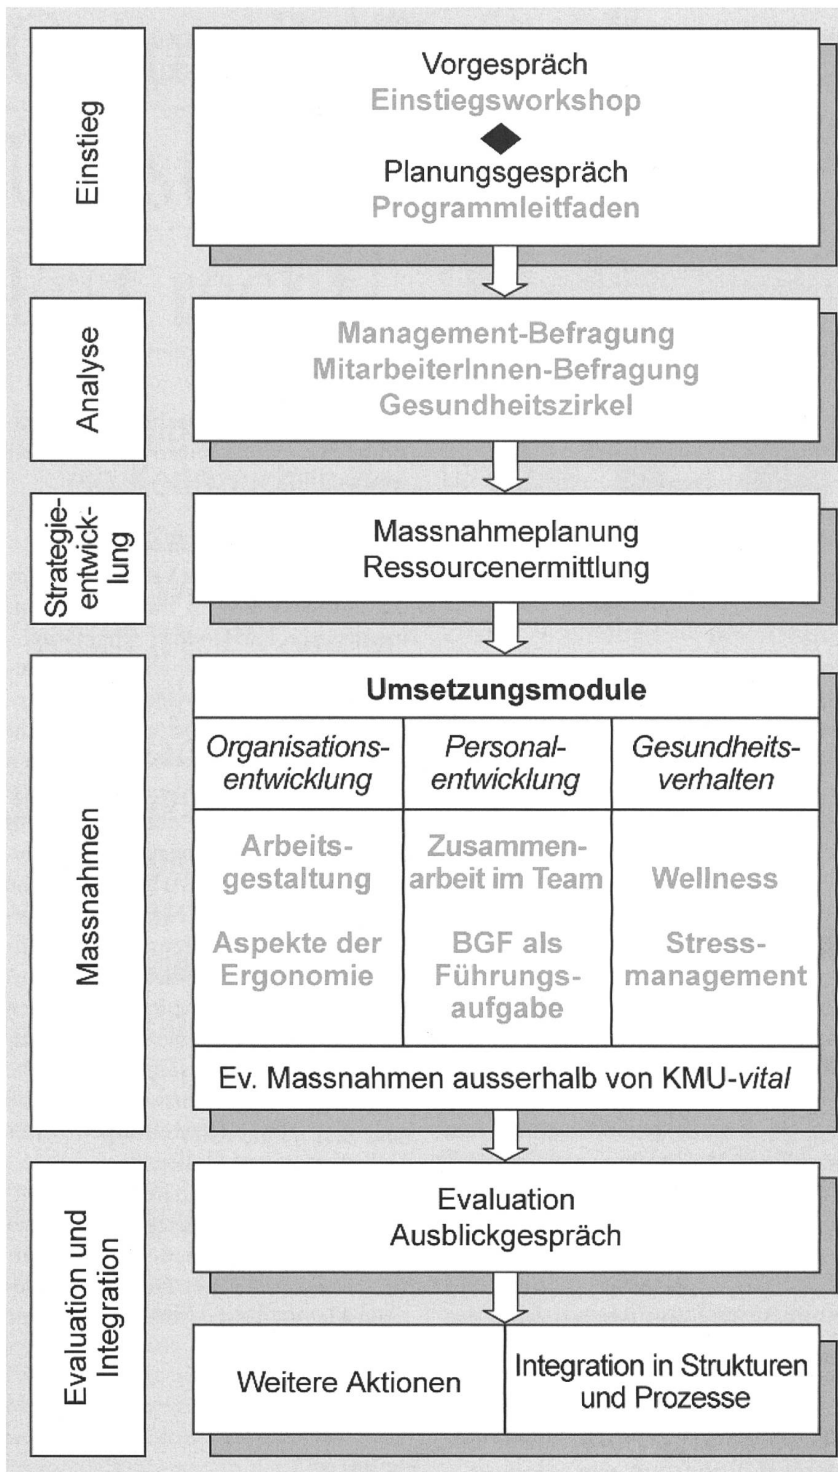 Einstieg
Vorgespräch
Einstiegsworkshop
Planungsgespräch
Programmleitfaden
Analyse
Management-Befragung
MitarbeiterInnen-Befragung
Gesundheitszirkel
Strategie-
entwick-
lung
Massnahmeplanung
Ressourcenermittlung
Massnahmen
Umsetzungsmodule
Organisations-
entwicklung
Personal-
entwicklung
Gesundheits-
verhalten
Arbeits-
gestaltung
Aspekte der
Ergonomie
Zusammen-
arbeit im Team
BGF als
Führungs-
aufgabe
Wellness
Stress-
management
Ev. Massnahmen ausserhalb von KMU-vital
Evaluation und
Integration
Evaluation
Ausblickgespräch
Weitere Aktionen
Integration in Strukturen
und Prozesse